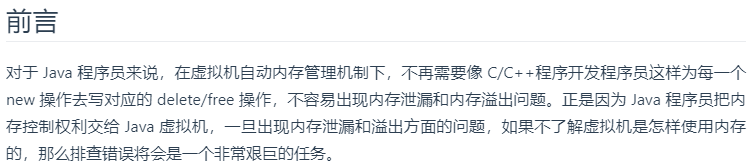 前言
对于 Java 程序员来说，在虚拟机自动内存管理机制下，不再需要像 C/C++程序开发程序员这样为每一个
new 操作去写对应的 delete/free 操作，不容易出现内存泄漏和内存溢出问题。正是因为 Java 程序员把内
存控制权利交给 Java 虚拟机，一旦出现内存泄漏和溢出方面的问题，如果不了解虚拟机是怎样使用内存
的，那么排查错误将会是一个非常艰巨的任务。